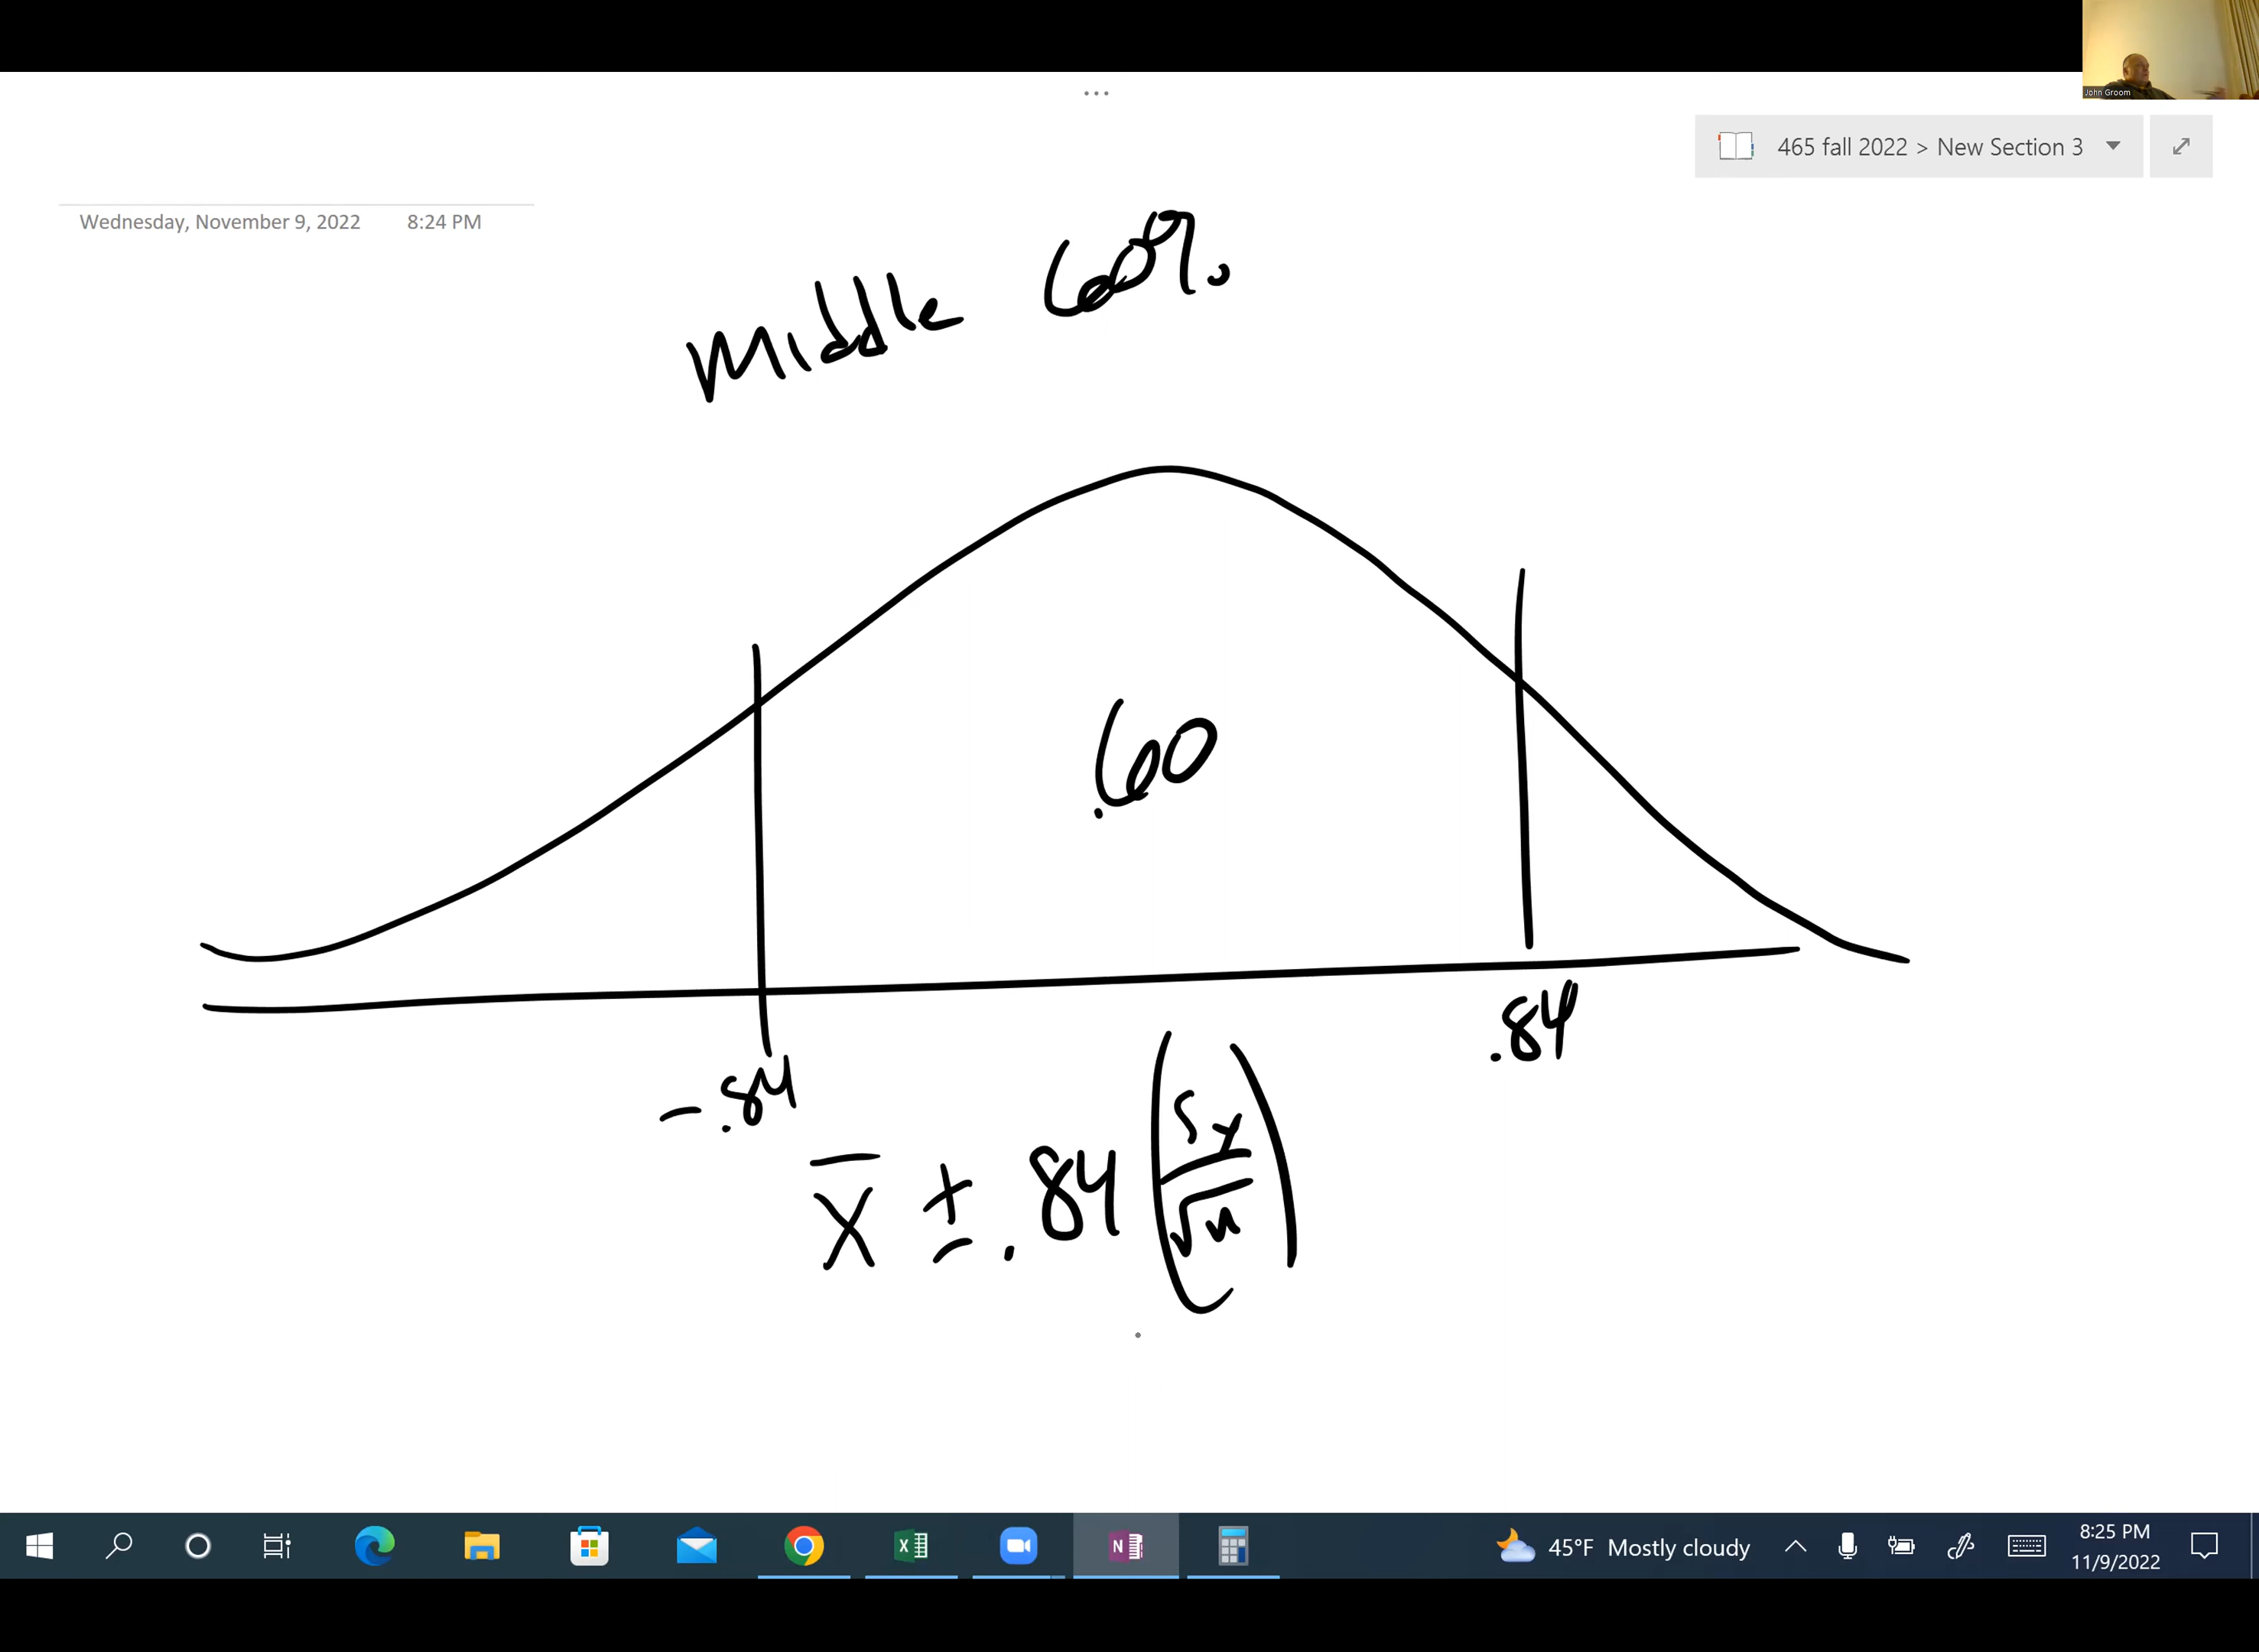 John Groom
465 fall 2022 > New Section 3
Wednesday, November 9, 2022 8:24 PM
Middle 60%
.60
-.84
.84
x̄ ± .84 (Sx/√n)
45°F Mostly cloudy
8:25 PM
11/9/2022